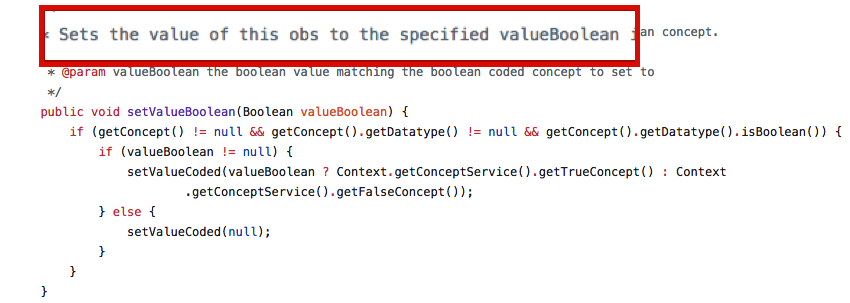 * Sets the value of this obs to the specified valueBoolean i an concept.
* @param valueBoolean the boolean value matching the boolean coded concept to set to
*/
public void setValueBoolean(Boolean valueBoolean) {
if (getConcept() != null && getConcept().getDatatype() != null && getConcept().getDatatype().isBoolean()) {
if (valueBoolean != null) {
setValueCoded(valueBoolean ? Context.getConceptService().getTrueConcept() : Context
.getConceptService().getFalseConcept());
} else {
setValueCoded(null);
}
}
}